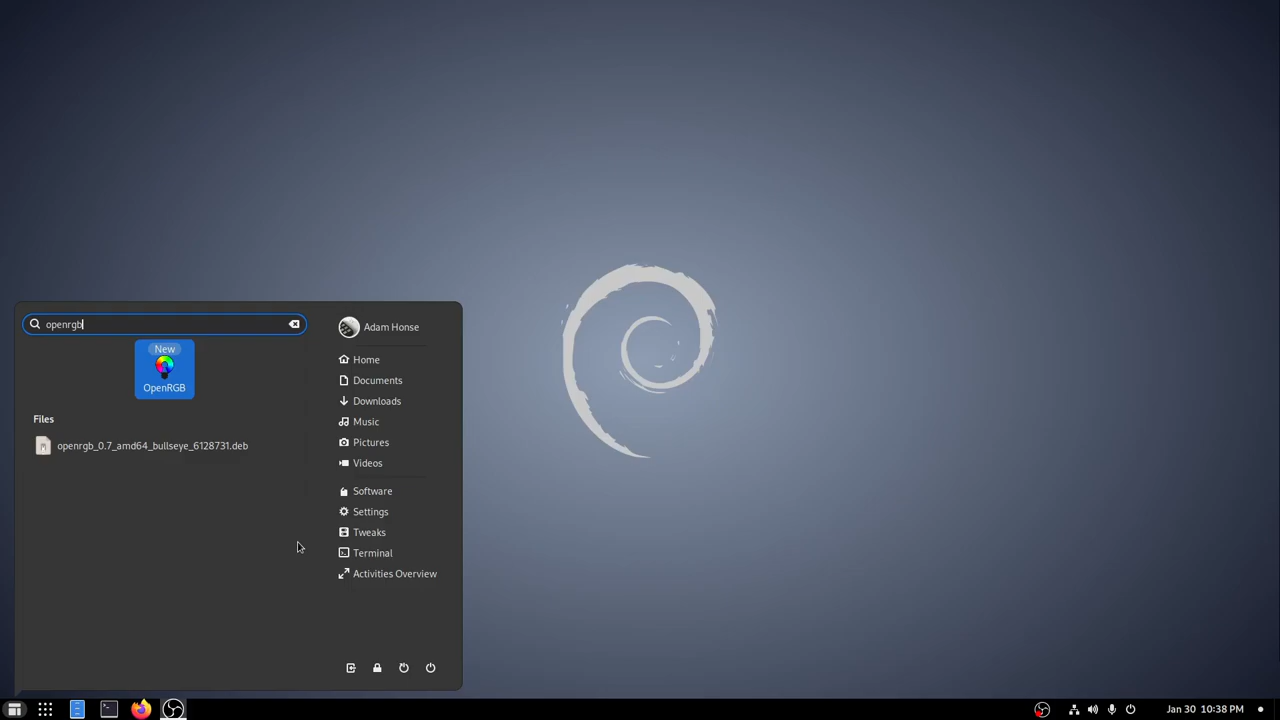 openrgb
New
OpenRGB
Files
openrgb_0.7_amd64_bullseye_6128731.deb
Adam Honse
Home
Documents
Downloads
Music
Pictures
Videos
Software
Settings
Tweaks
Terminal
Activities Overview
Jan 30 10:38 PM